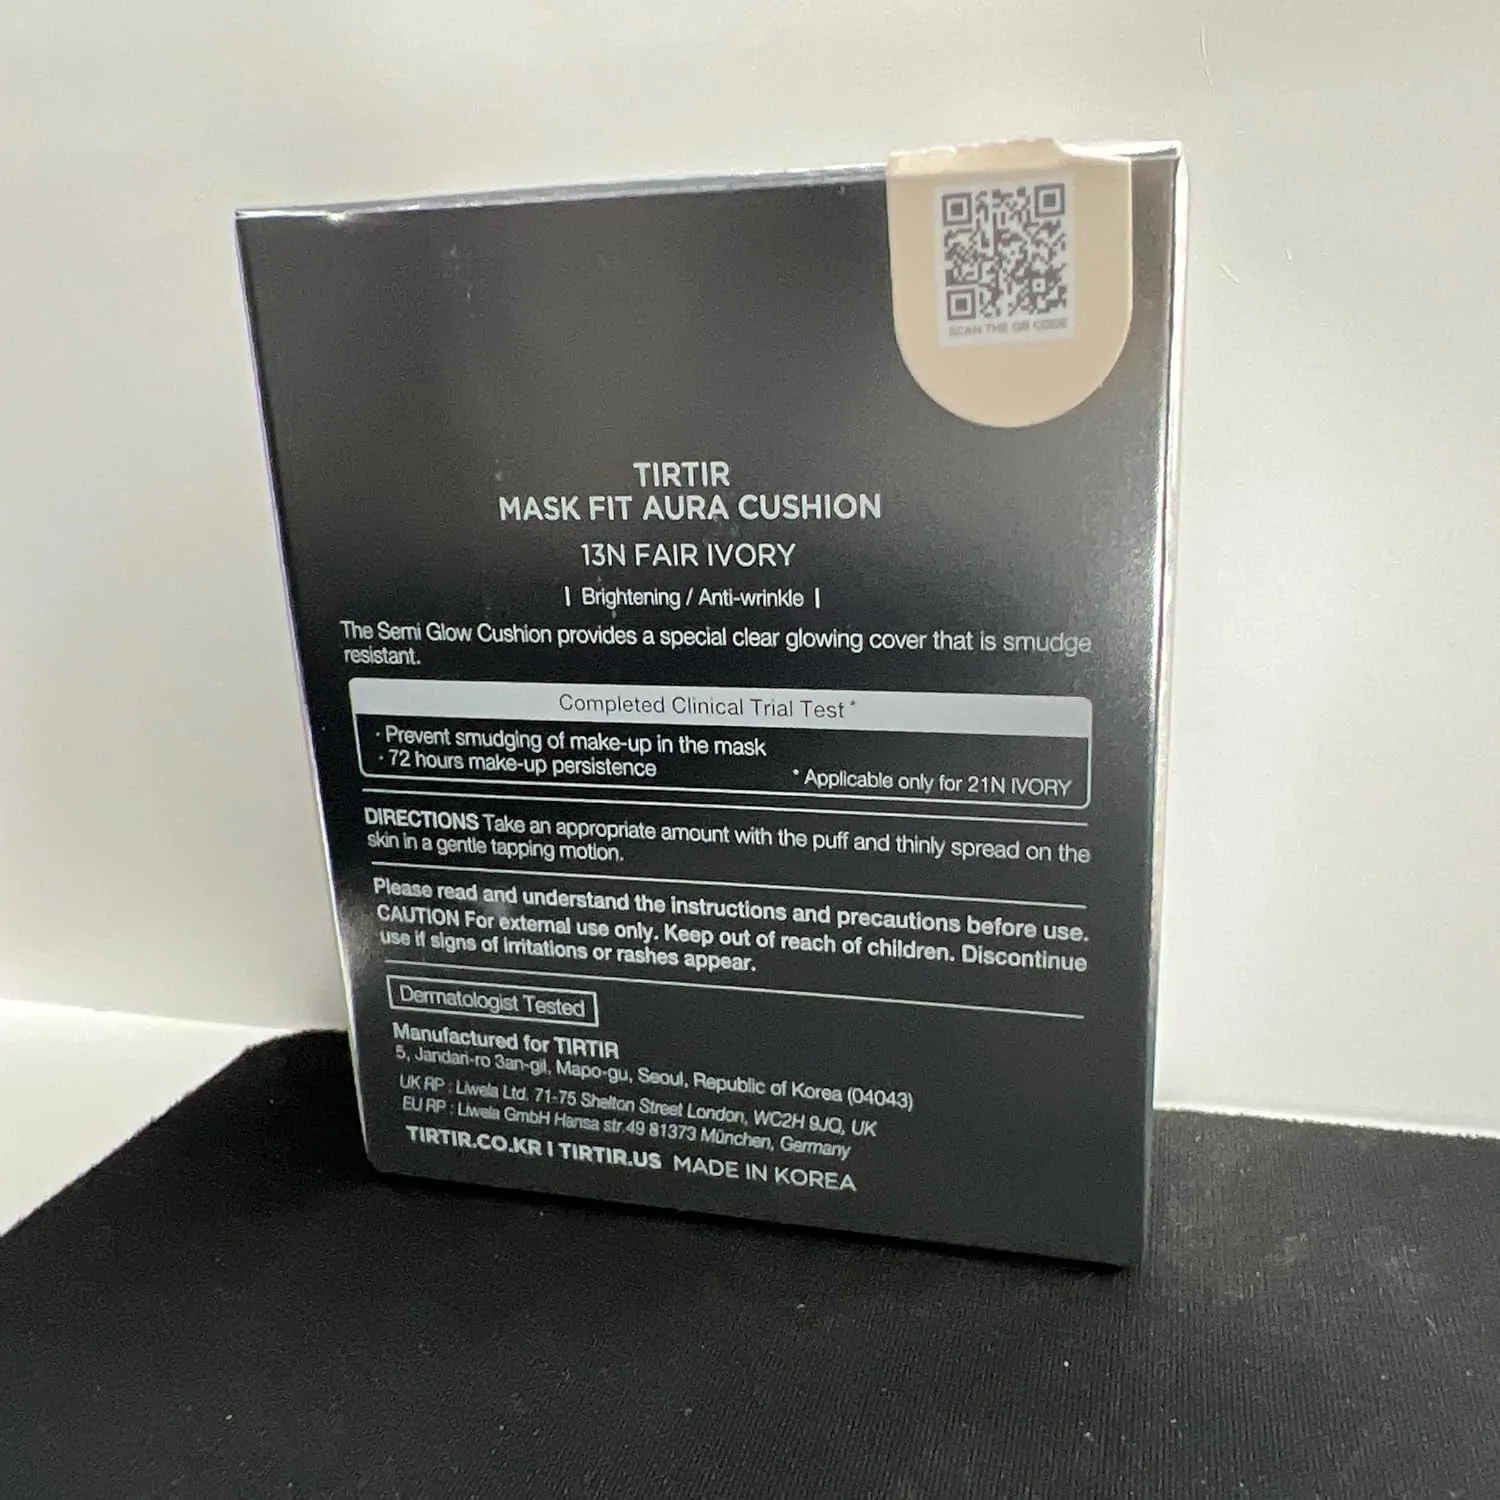 SCAN THE QR CODE
TIRTIR
MASK FIT AURA CUSHION
13N FAIR IVORY
| Brightening / Anti-wrinkle |
The Semi Glow Cushion provides a special clear glowing cover that is smudge
resistant.
Completed Clinical Trial Test*
· Prevent smudging of make-up in the mask
· 72 hours make-up persistence
* Applicable only for 21N IVORY
DIRECTIONS Take an appropriate amount with the puff and thinly spread on the
skin in a gentle tapping motion.
Please read and understand the instructions and precautions before use.
CAUTION For external use only. Keep out of reach of children. Discontinue
use if signs of irritations or rashes appear.
Dermatologist Tested
Manufactured for TIRTIR
5, Jandari-ro 3an-gil, Mapo-gu, Seoul, Republic of Korea (04043)
UK RP : Liwela Ltd. 71-75 Shelton Street London, WC2H 9JQ, UK
EU RP : Liwela GmbH Hansa str.49 81373 München, Germany
TIRTIR.CO.KR | TIRTIR.US MADE IN KOREA